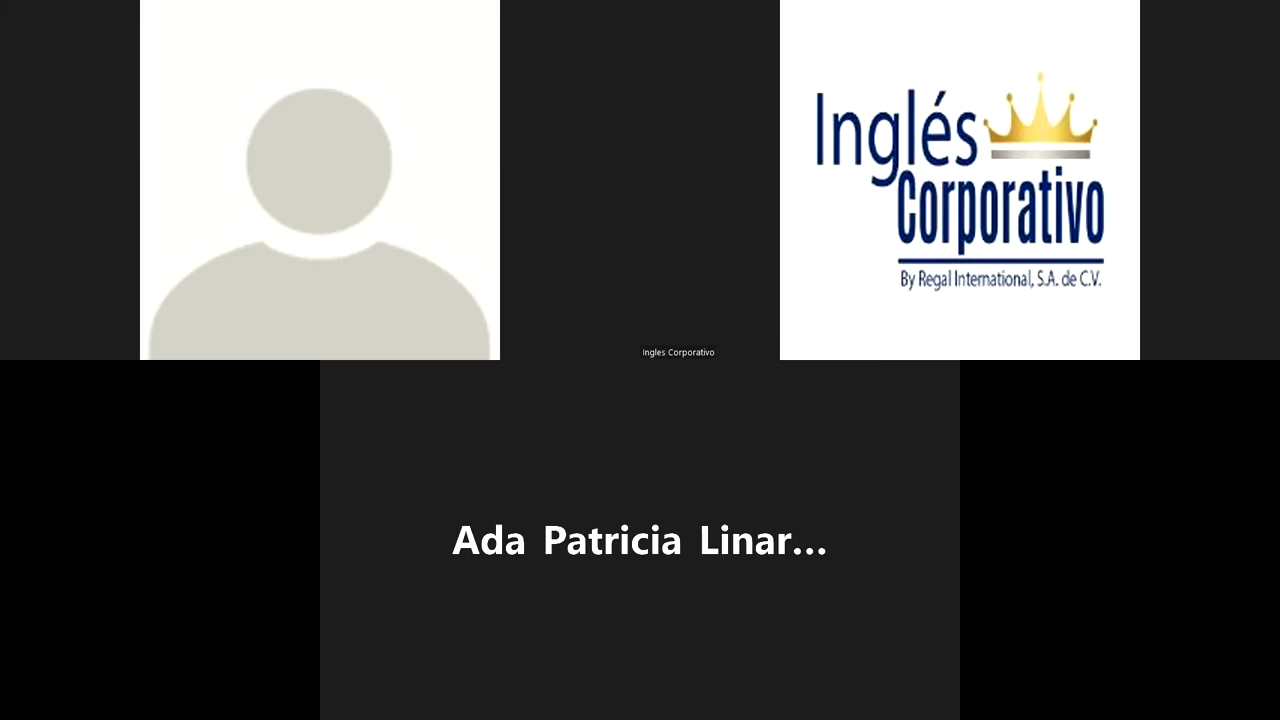 Inglés
Corporativo
By Regal International, S.A. de C.V.
Ingles Corporativo
Ada Patricia Linar...